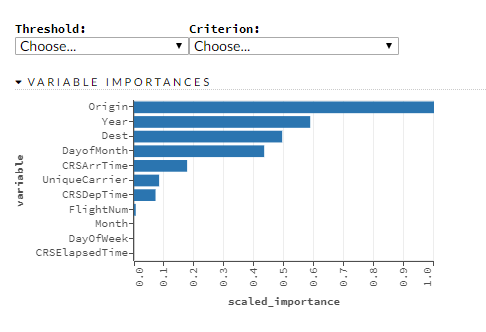 Threshold: Criterion:
Choose... Choose...
VARIABLE IMPORTANCES
Origin
Year
Dest
DayofMonth
CRSArrTime
UniqueCarrier
CRSDepTime
FlightNum
Month
DayOfWeek
CRSElapsedTime
variable
0.0 0.1 0.2 0.3 0.4 0.5 0.6 0.7 0.8 0.9 1.0
scaled_importance